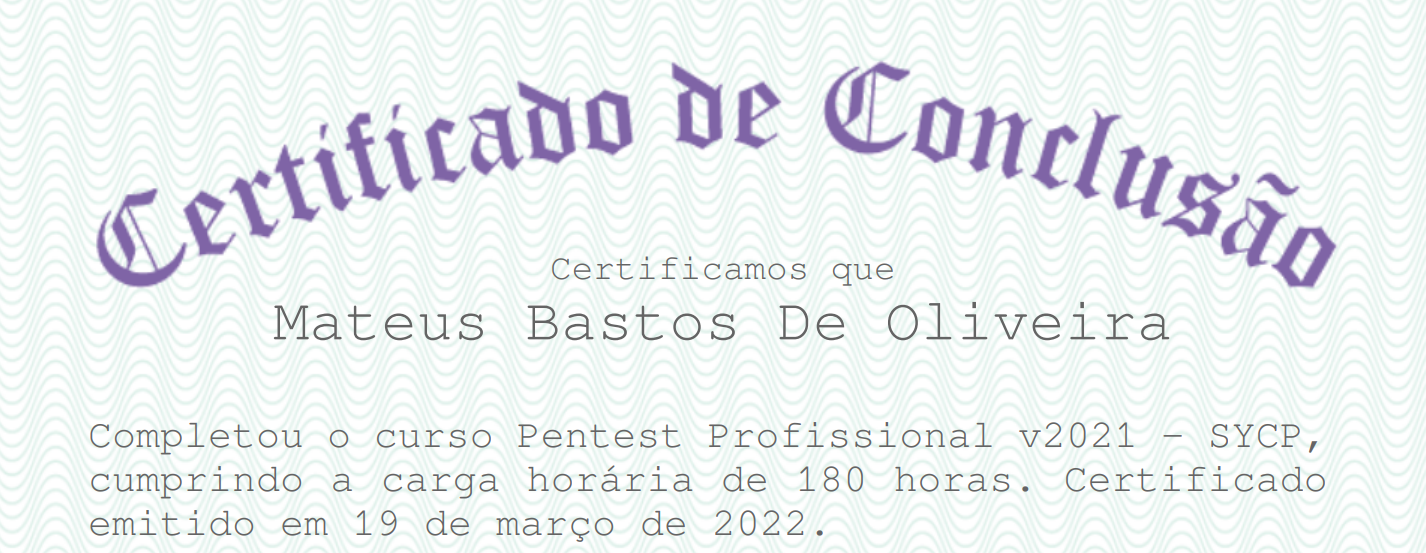 Certificado de Conclusão
Certificamos que
Mateus Bastos De Oliveira
Completou o curso Pentest Profissional v2021 – SYCP,
cumprindo a carga horária de 180 horas. Certificado
emitido em 19 de março de 2022.